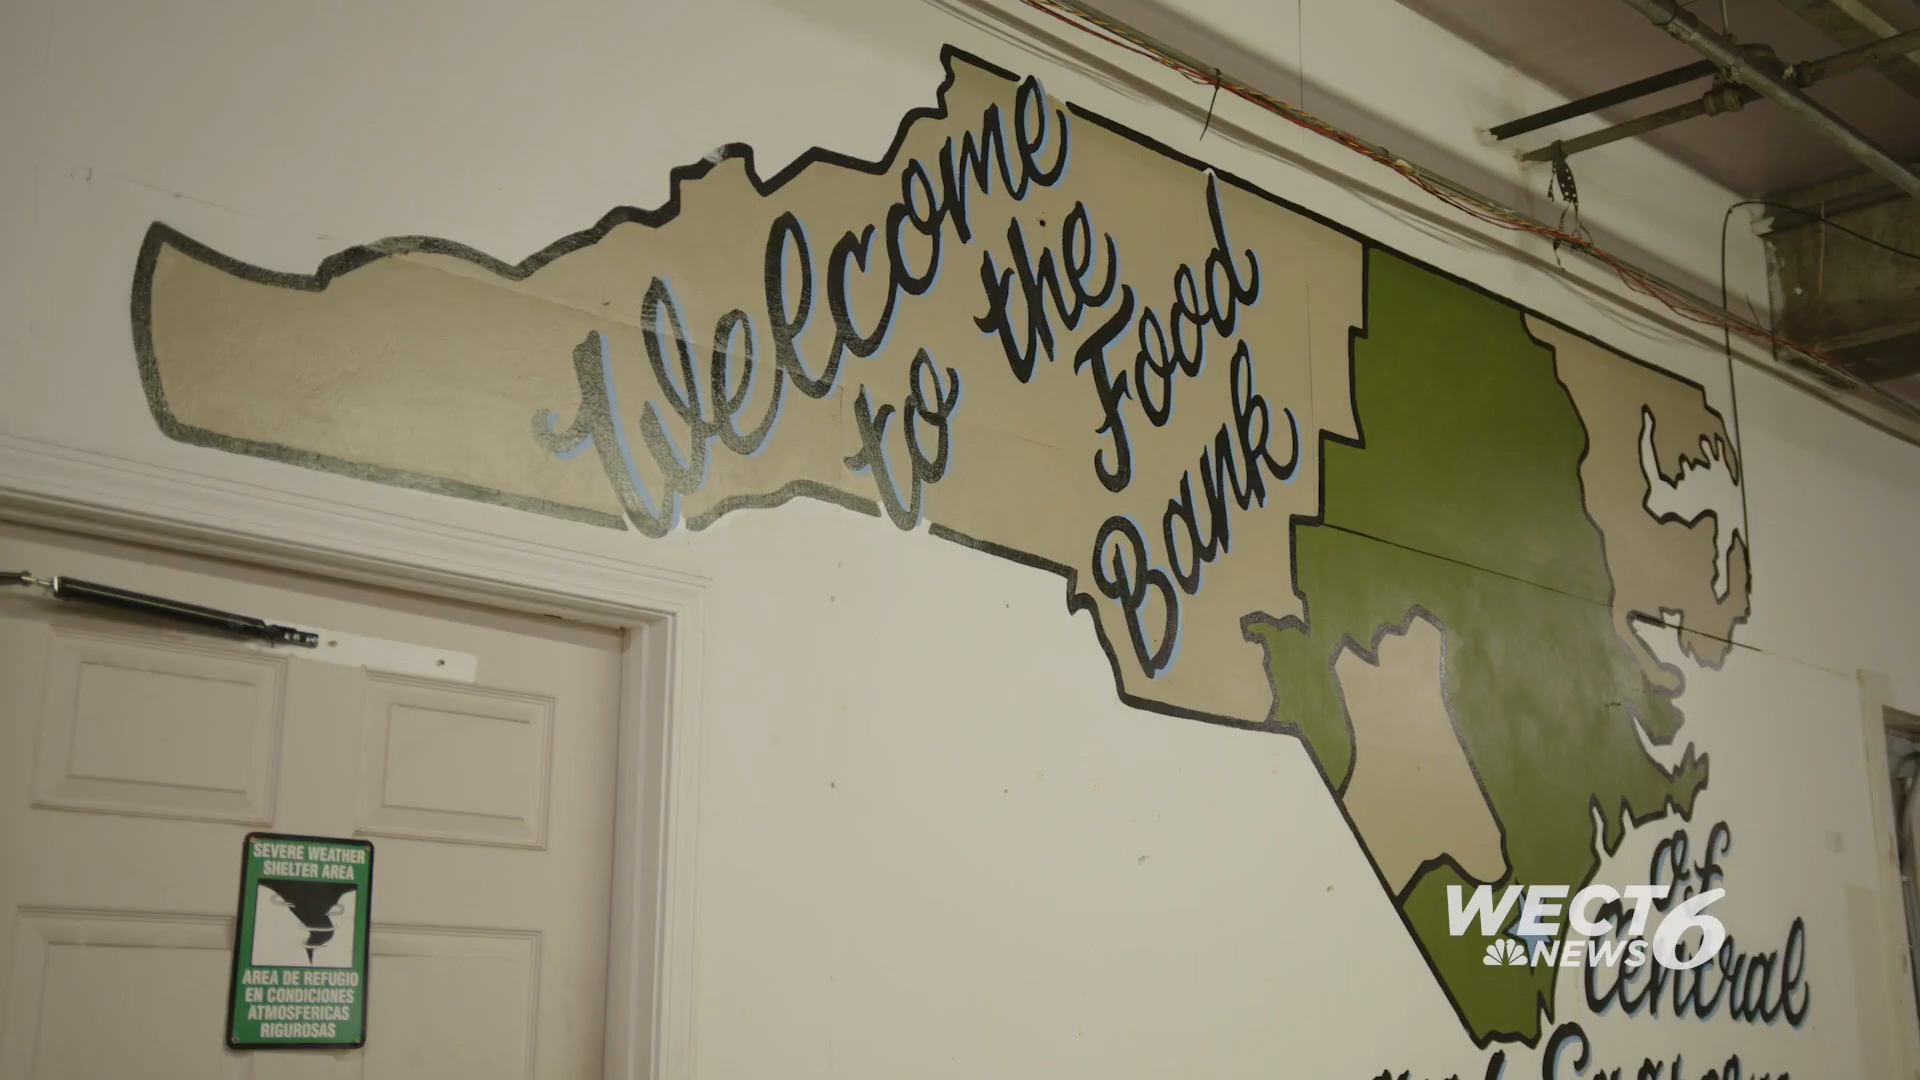 Welcome
to the
Food
Bank
of
Central
SEVERE WEATHER
SHELTER AREA
AREA DE REFUGIO
EN CONDICIONES
ATMOSFERICAS
RIGUROSAS
WECT 6
NEWS